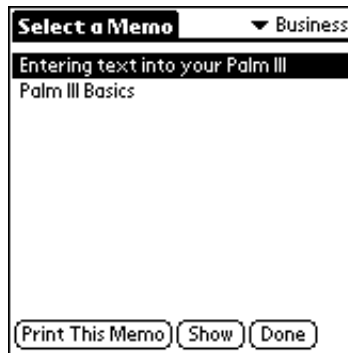 Select a Memo
Business
Entering text into your Palm III
Palm III Basics
Print This Memo
Show
Done